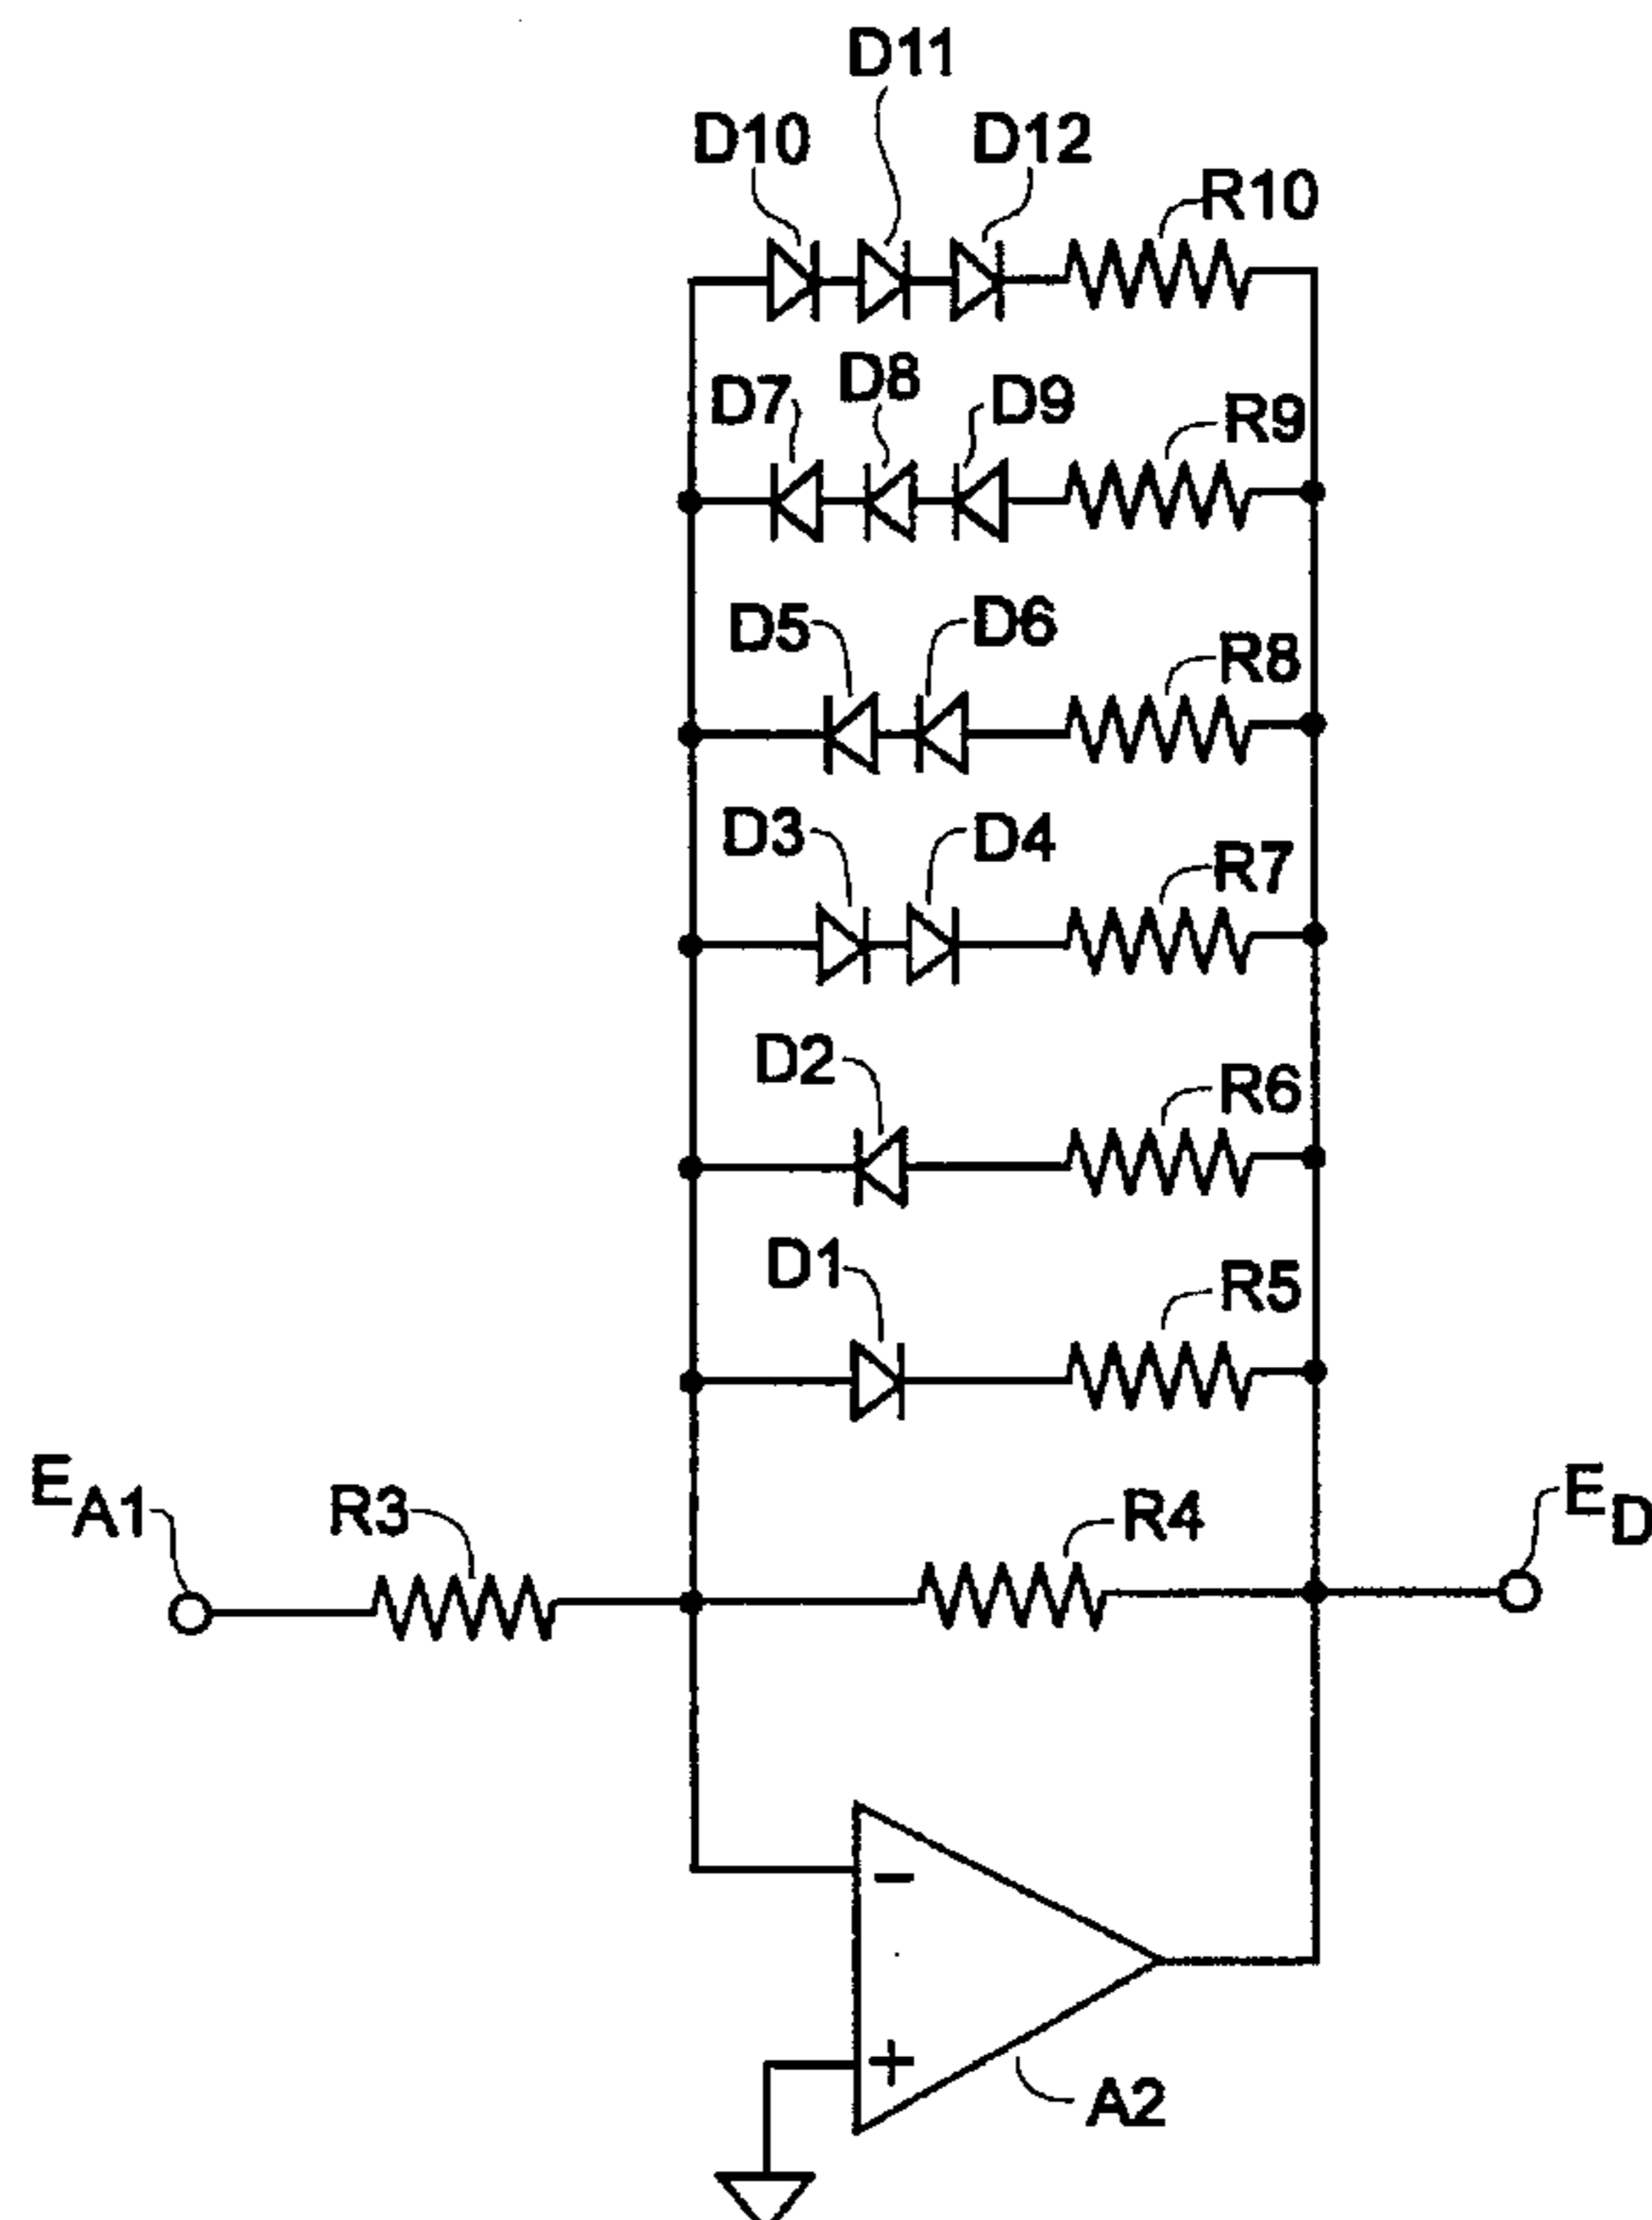 D11
D10
D12
R10
D7
D8
D9
R9
D5
D6
R8
D3
D4
R7
D2
R6
D1
R5
EA1
R3
R4
ED
−
+
A2